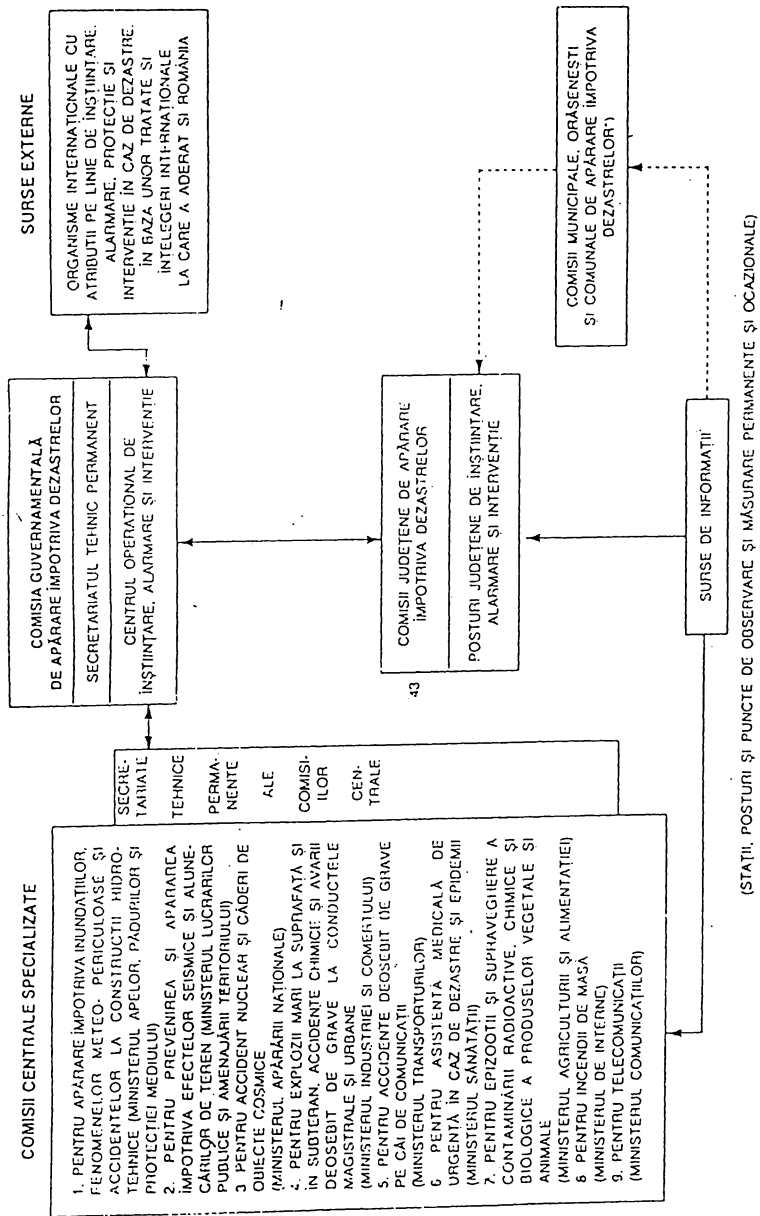 COMISII CENTRALE SPECIALIZATE
1. PENTRU APĂRARE ÎMPOTRIVA INUNDAȚIILOR,
FENOMENELOR METEO- PERICULOASE ȘI
ACCIDENTELOR LA CONSTRUCȚII HIDRO-
TEHNICE (MINISTERUL APELOR, PĂDURILOR ȘI
PROTECȚIEI MEDIULUI)
2. PENTRU PREVENIREA ȘI APĂRAREA
ÎMPOTRIVA EFECTELOR SEISMICE SI ALUNE-
CĂRILOR DE TEREN (MINISTERUL LUCRARILOR
PUBLICE ȘI AMENAJĂRII TERITORIULUI)
3 PENTRU ACCIDENT NUCLEAR ȘI CĂDERI DE
OBIECTE COSMICE
(MINISTERUL APĂRĂRII NAȚIONALE)
4. PENTRU EXPLOZII MARI LA SUPRAFAȚĂ ȘI
ÎN SUBTERAN, ACCIDENTE CHIMICE ȘI AVARII
DEOSEBIT DE GRAVE LA CONDUCTELE
MAGISTRALE ȘI URBANE
(MINISTERUL INDUSTRIEI SI COMERȚULUI)
5. PENTRU ACCIDENTE DEOSEBIT DE GRAVE
PE CĂI DE COMUNICAȚII
(MINISTERUL TRANSPORTURILOR)
6 PENTRU ASISTENȚĂ MEDICALĂ DE
URGENȚĂ ÎN CAZ DE DEZASTRE ȘI EPIDEMII
(MINISTERUL SĂNĂTĂȚII)
7. PENTRU EPIZOOTII ȘI SUPRAVEGHERE A
CONTAMINĂRII RADIOACTIVE, CHIMICE ȘI
BIOLOGICE A PRODUSELOR VEGETALE SI
ANIMALE
(MINISTERUL AGRICULTURII ȘI ALIMENTAȚIEI)
8 PENTRU INCENDII DE MASĂ
(MINISTERUL DE INTERNE)
9. PENTRU TELECOMUNICAȚII
(MINISTERUL COMUNICAȚIILOR)
SECRE-
TARIATE
TEHNICE
PERMA-
NENTE
ALE
COMISI-
ILOR
CEN-
TRALE
COMISIA GUVERNAMENTALĂ
DE APĂRARE ÎMPOTRIVA DEZASTRELOR
SECRETARIATUL TEHNIC PERMANENT
CENTRUL OPERATIONAL DE
ÎNȘTIINȚARE, ALARMARE ȘI INTERVENȚIE
SURSE EXTERNE
ORGANISME INTERNAȚIONALE CU
ATRIBUTII PE LINIE DE ÎNȘTIINȚARE,
ALARMARE, PROTECȚIE ȘI
INTERVENȚIE ÎN CAZ DE DEZASTRE,
ÎN BAZA UNOR TRATATE SI
ÎNTELEGERI INTERNAȚIONALE
LA CARE A ADERAT SI ROMÂNIA
43
COMISII JUDEȚENE DE APĂRARE
ÎMPOTRIVA DEZASTRELOR
POSTURI JUDEȚENE DE ÎNȘTIINȚARE,
ALARMARE ȘI INTERVENȚIE
COMISII MUNICIPALE, ORĂSENEȘTI
ȘI COMUNALE DE APĂRARE ÎMPOTRIVA
DEZASTRELOR*)
SURSE DE INFORMAȚII
(STAȚII, POSTURI ȘI PUNCTE DE OBSERVARE ȘI MĂSURARE PERMANENTE ȘI OCAZIONALE)